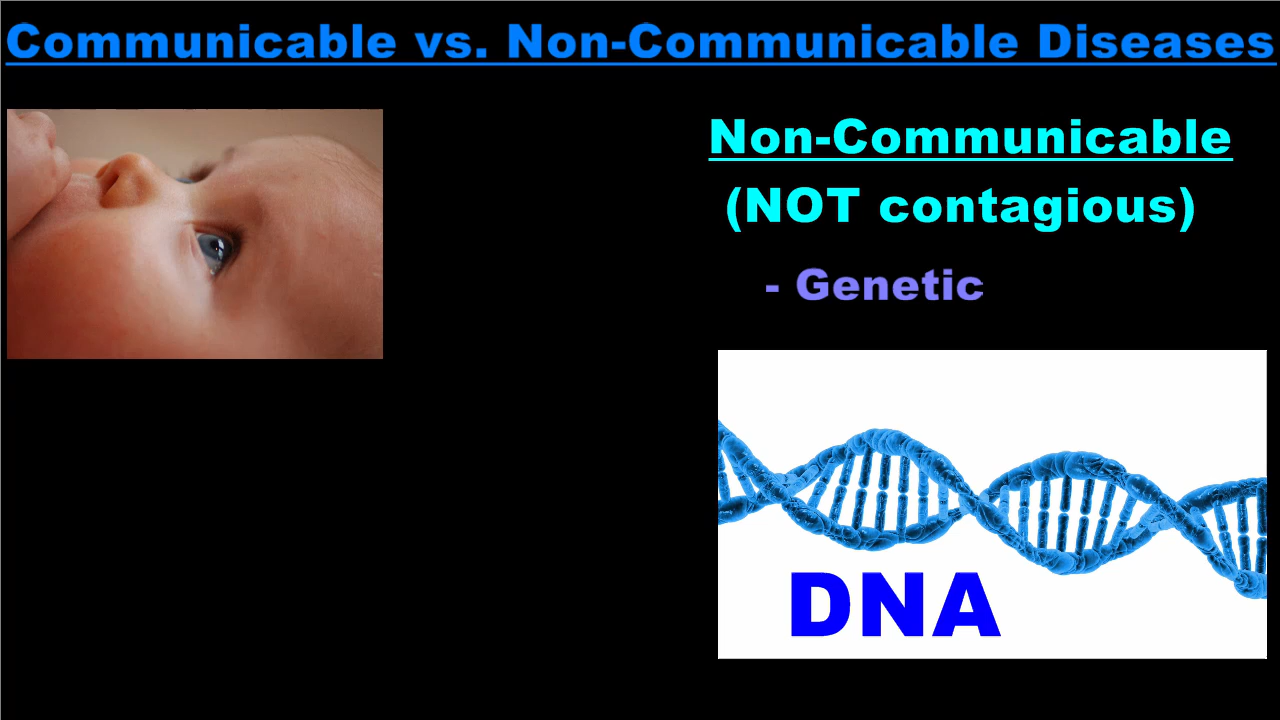 Communicable vs. Non-Communicable Diseases
Non-Communicable
(NOT contagious)
- Genetic
DNA